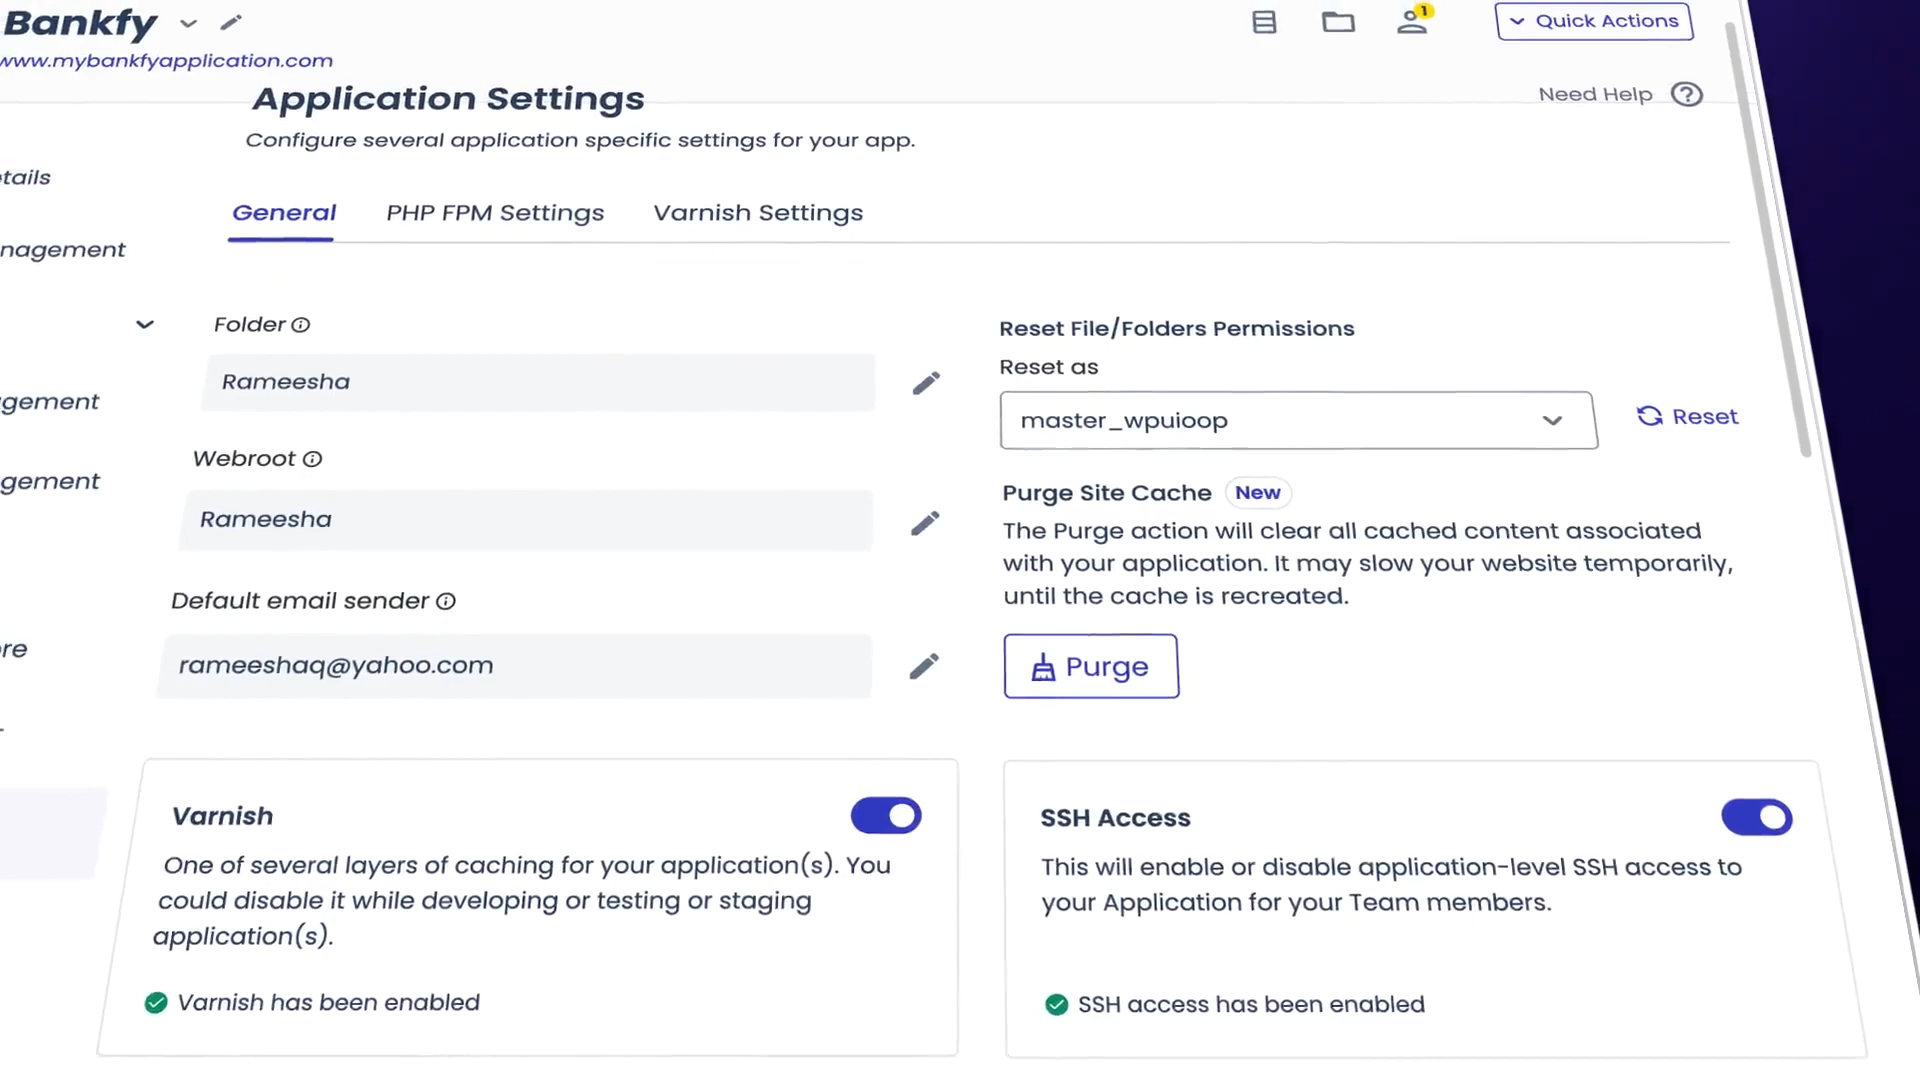 Bankfy
www.mybankfyapplication.com
1
Quick Actions
Application Settings
Need Help
Configure several application specific settings for your app.
tails
General
PHP FPM Settings
Varnish Settings
nagement
Folder
Rameesha
gement
Webroot
Rameesha
gement
Default email sender
rameeshaq@yahoo.com
re
Reset File/Folders Permissions
Reset as
master_wpuioop
Reset
Purge Site Cache New
The Purge action will clear all cached content associated
with your application. It may slow your website temporarily,
until the cache is recreated.
Purge
Varnish
One of several layers of caching for your application(s). You
could disable it while developing or testing or staging
application(s).
Varnish has been enabled
SSH Access
This will enable or disable application-level SSH access to
your Application for your Team members.
SSH access has been enabled